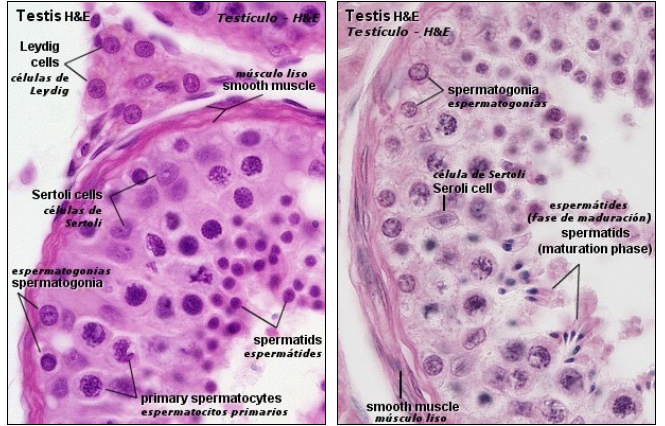 Testis H&E
Testículo - H&E
Leydig
cells
células de
Leydig
músculo liso
smooth muscle
Sertoli cells
células de
Sertoli
espermatogonias
spermatogonia
spermatids
espermátides
primary spermatocytes
espermatocitos primarios
Testis H&E
Testículo - H&E
spermatogonia
espermatogonias
célula de Sertoli
Seroli cell
espermátides
(fase de maduración)
spermatids
(maturation phase)
smooth muscle
músculo liso